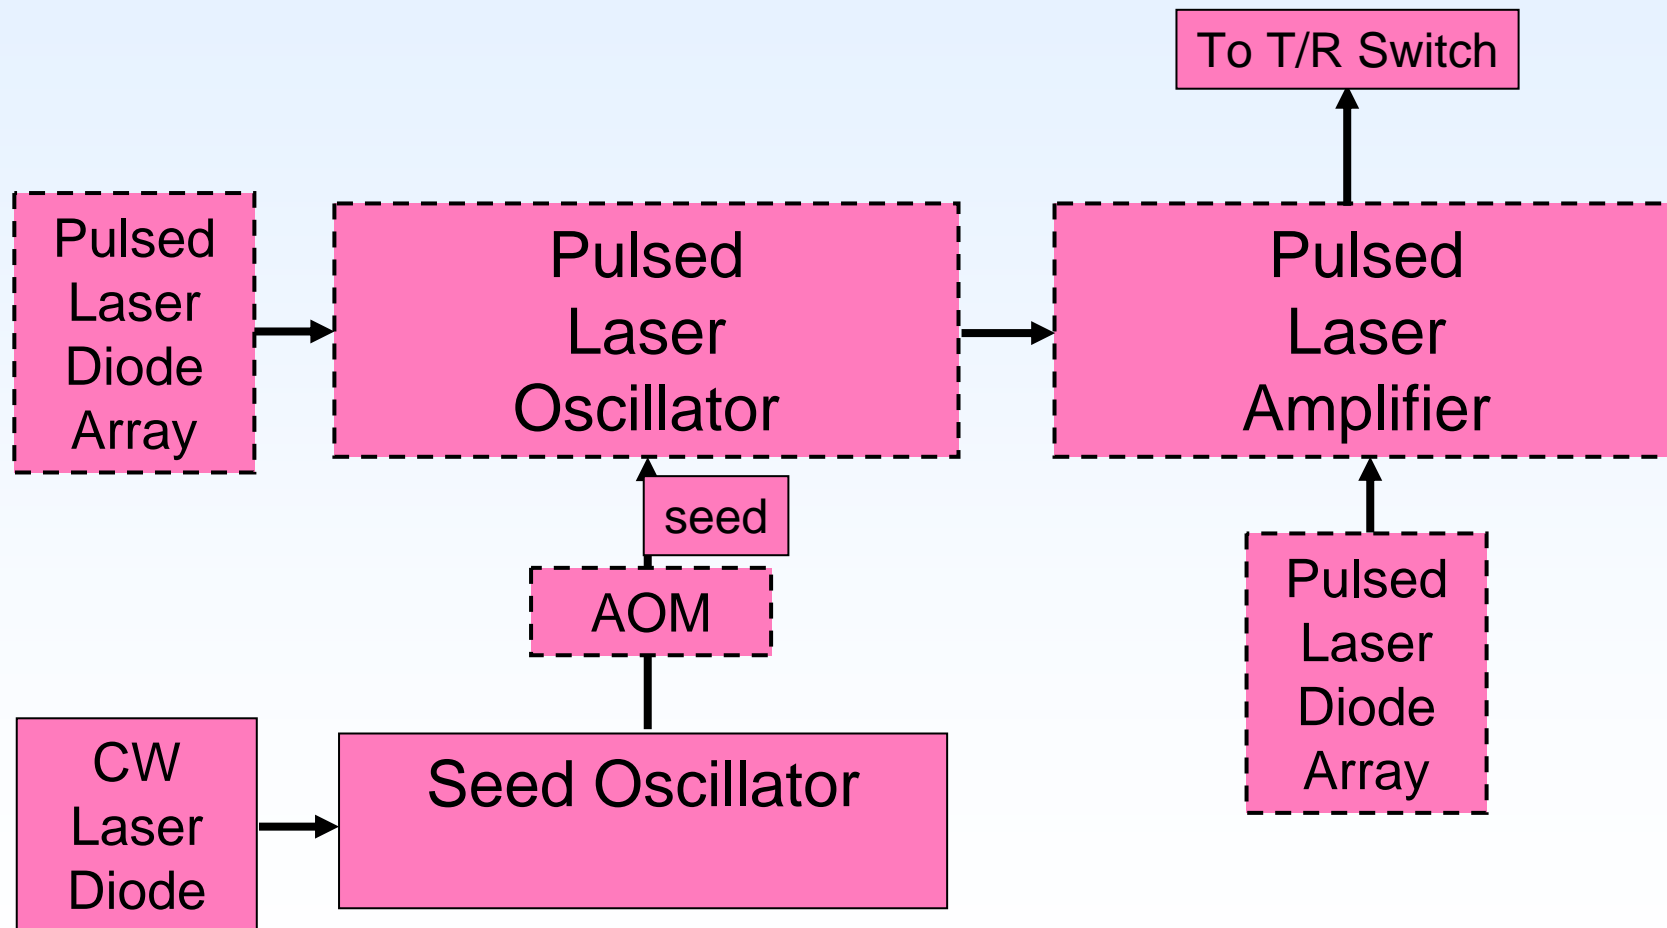 To T/R Switch
Pulsed
Laser
Diode
Array
Pulsed
Laser
Oscillator
Pulsed
Laser
Amplifier
seed
AOM
Pulsed
Laser
Diode
Array
CW
Laser
Diode
Seed Oscillator